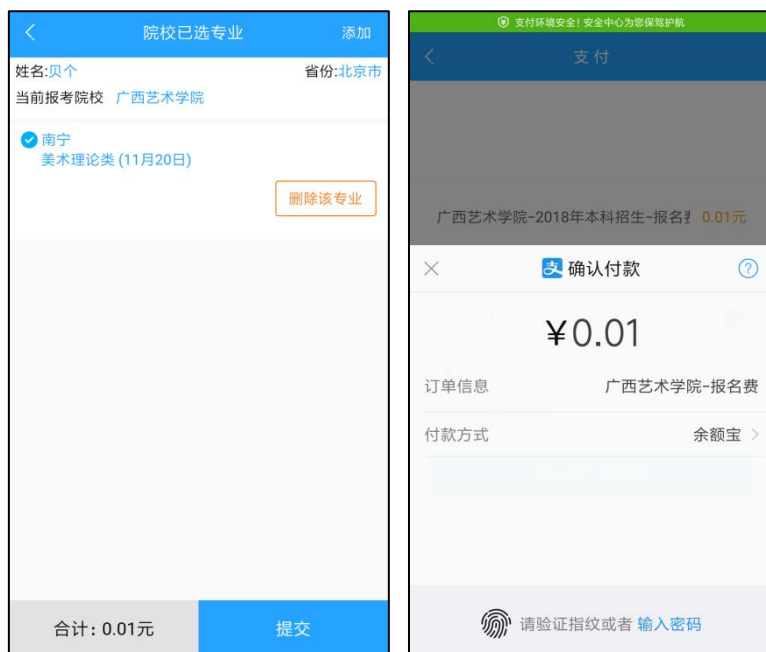 院校已选专业
添加
姓名:贝个
省份:北京市
当前报考院校 广西艺术学院
南宁
美术理论类 (11月20日)
删除该专业
合计: 0.01元
提交
支付环境安全! 安全中心为您保驾护航
支付
广西艺术学院-2018年本科招生-报名费 0.01元
支 确认付款
?
¥0.01
订单信息
广西艺术学院-报名费
付款方式
余额宝
请验证指纹或者 输入密码